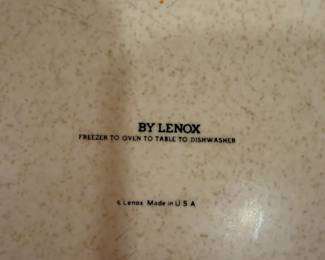 BY LENOX
FREEZER TO OVEN TO TABLE TO DISHWASHER
© Lenox Made in U S A